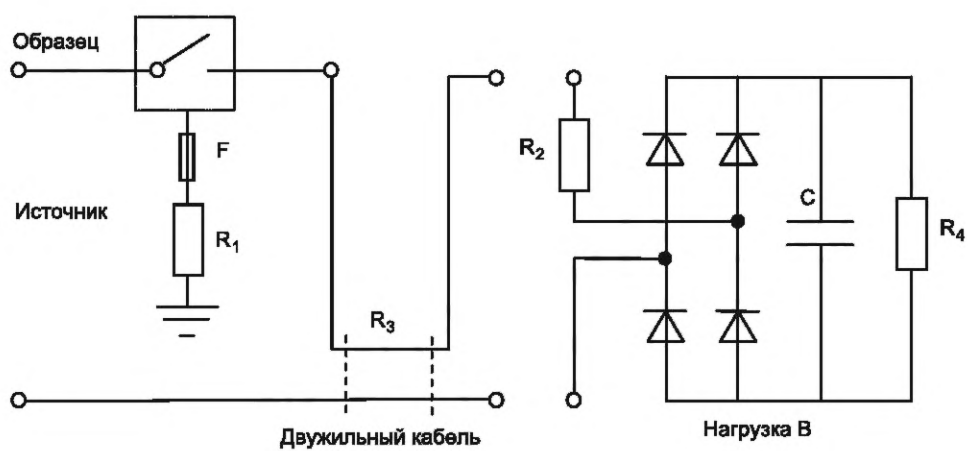 Образец
F
R₂
C
R₄
Источник
R₁
R₃
Двужильный кабель
Нагрузка В